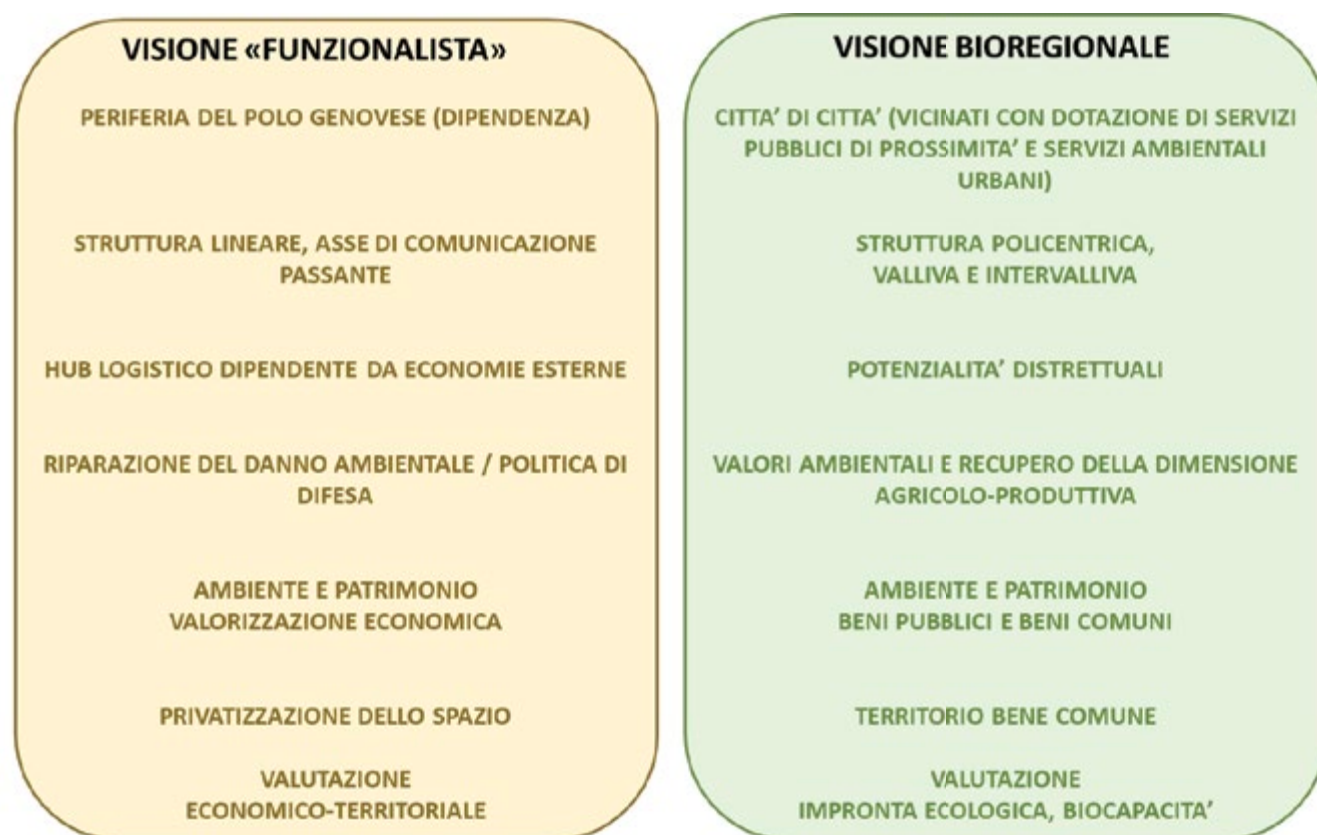 VISIONE «FUNZIONALISTA»
PERIFERIA DEL POLO GENOVESE (DIPENDENZA)
STRUTTURA LINEARE, ASSE DI COMUNICAZIONE
PASSANTE
HUB LOGISTICO DIPENDENTE DA ECONOMIE ESTERNE
RIPARAZIONE DEL DANNO AMBIENTALE / POLITICA DI
DIFESA
AMBIENTE E PATRIMONIO
VALORIZZAZIONE ECONOMICA
PRIVATIZZAZIONE DELLO SPAZIO
VALUTAZIONE
ECONOMICO-TERRITORIALE
VISIONE BIOREGIONALE
CITTA’ DI CITTA’ (VICINATI CON DOTAZIONE DI SERVIZI
PUBBLICI DI PROSSIMITA’ E SERVIZI AMBIENTALI
URBANI)
STRUTTURA POLICENTRICA,
VALLIVA E INTERVALLIVA
POTENZIALITA’ DISTRETTUALI
VALORI AMBIENTALI E RECUPERO DELLA DIMENSIONE
AGRICOLO-PRODUTTIVA
AMBIENTE E PATRIMONIO
BENI PUBBLICI E BENI COMUNI
TERRITORIO BENE COMUNE
VALUTAZIONE
IMPRONTA ECOLOGICA, BIOCAPACITA’